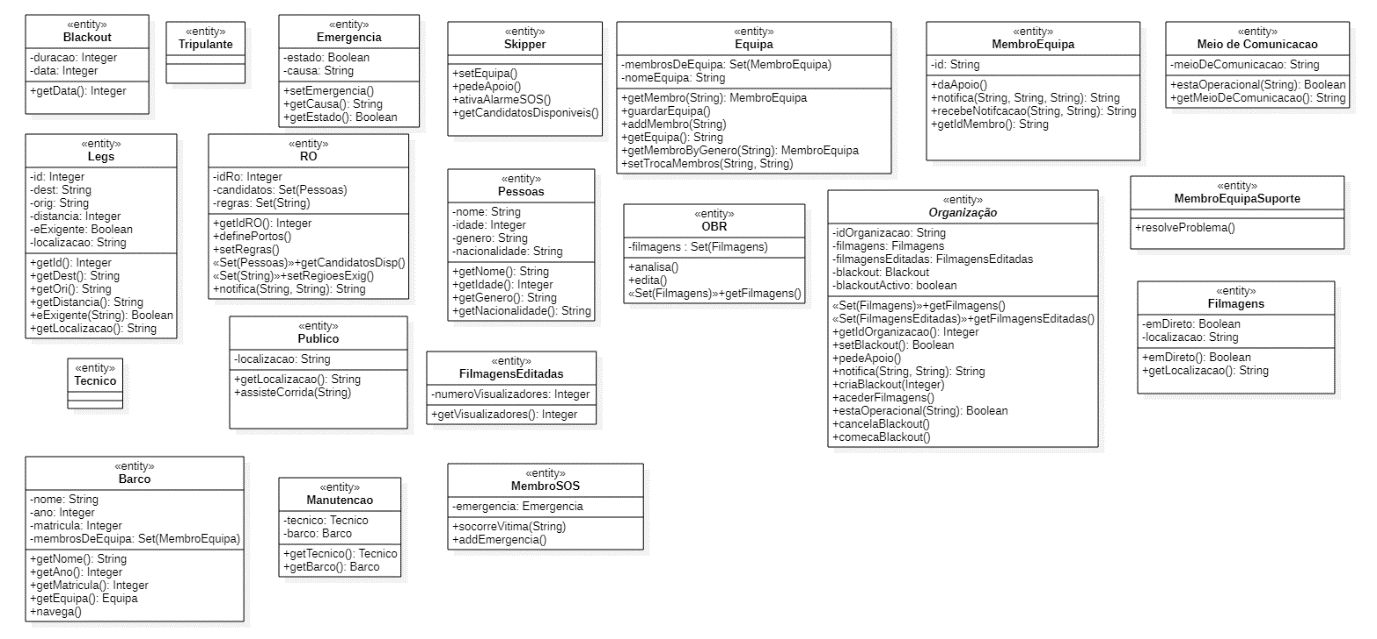 «entity»
Blackout
-duracao: Integer
-data: Integer
+getData(): Integer
«entity»
Tripulante
«entity»
Emergencia
-estado: Boolean
-causa: String
+setEmergencia()
+getCausa(): String
+getEstado(): Boolean
«entity»
Skipper
+setEquipa()
+pedeApoio()
+ativaAlarmeSOS()
+getCandidatosDisponiveis()
«entity»
Equipa
-membrosDeEquipa: Set(MembroEquipa)
-nomeEquipa: String
+getMembro(String): MembroEquipa
+guardarEquipa()
+addMembro(String)
+getEquipa(): String
+getMembroByGenero(String): MembroEquipa
+setTrocaMembros(String, String)
«entity»
MembroEquipa
-id: String
+daApoio()
+notifica(String, String, String): String
+recebeNotifcacao(String, String): String
+getIdMembro(): String
«entity»
Meio de Comunicacao
-meioDeComunicacao: String
+estaOperacional(String): Boolean
+getMeioDeComunicacao(): String
«entity»
Legs
-id: Integer
-dest: String
-orig: String
-distancia: Integer
-eExigente: Boolean
-localizacao: String
+getId(): Integer
+getDest(): String
+getOri(): String
+getDistancia(): String
+eExigente(String): Boolean
+getLocalizacao(): String
«entity»
RO
-idRo: Integer
-candidatos: Set(Pessoas)
-regras: Set(String)
+getIdRO(): Integer
+definePortos()
+setRegras()
«Set(Pessoas)»+getCandidatosDisp()
«Set(String)»+setRegioesExig()
+notifica(String, String): String
«entity»
Pessoas
-nome: String
-idade: Integer
-genero: String
-nacionalidade: String
+getNome(): String
+getIdade(): Integer
+getGenero(): String
+getNacionalidade(): String
«entity»
OBR
-filmagens : Set(Filmagens)
+analisa()
+edita()
«Set(Filmagens)»+getFilmagens()
«entity»
Organização
-idOrganizacao: String
-filmagens: Filmagens
-filmagensEditadas: FilmagensEditadas
-blackout: Blackout
-blackoutActivo: boolean
«Set(Filmagens)»+getFilmagens()
«Set(FilmagensEditadas)»+getFilmagensEditadas()
+getIdOrganizacao(): Integer
+setBlackout(): Boolean
+pedeApoio()
+notifica(String, String): String
+criaBlackout(Integer)
+acederFilmagens()
+estaOperacional(String): Boolean
+cancelaBlackout()
+comecaBlackout()
«entity»
MembroEquipaSuporte
+resolveProblema()
«entity»
Filmagens
-emDireto: Boolean
-localizacao: String
+emDireto(): Boolean
+getLocalizacao(): String
«entity»
Tecnico
«entity»
Publico
-localizacao: String
+getLocalizacao(): String
+assisteCorrida(String)
«entity»
FilmagensEditadas
-numeroVisualizadores: Integer
+getVisualizadores(): Integer
«entity»
Barco
-nome: String
-ano: Integer
-matricula: Integer
-membrosDeEquipa: Set(MembroEquipa)
+getNome(): String
+getAno(): Integer
+getMatricula(): Integer
+getEquipa(): Equipa
+navega()
«entity»
Manutencao
-tecnico: Tecnico
-barco: Barco
+getTecnico(): Tecnico
+getBarco(): Barco
«entity»
MembroSOS
-emergencia: Emergencia
+socorreVitima(String)
+addEmergencia()